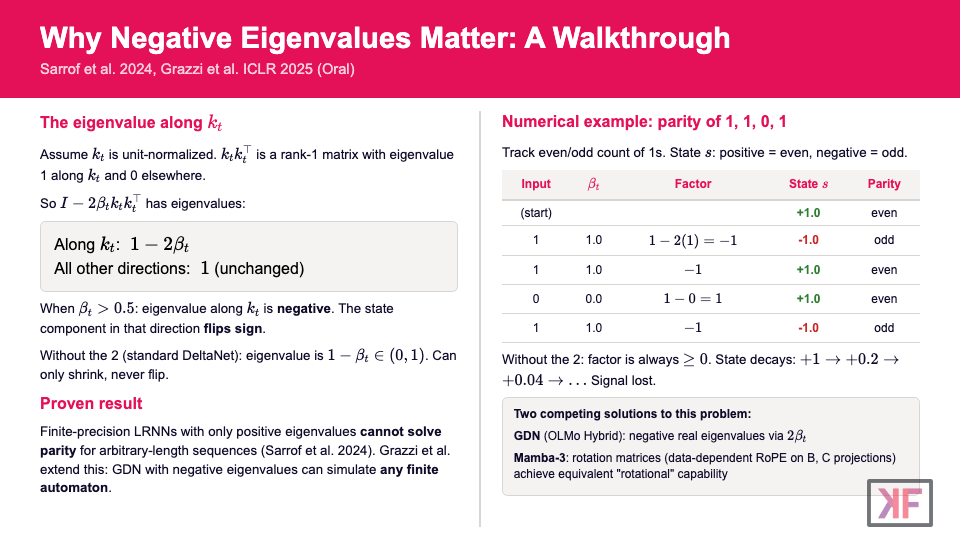 Why Negative Eigenvalues Matter: A Walkthrough
Sarrof et al. 2024, Grazzi et al. ICLR 2025 (Oral)
The eigenvalue along $k_t$
Assume $k_t$ is unit-normalized. $k_t k_t^\top$ is a rank-1 matrix with eigenvalue
1 along $k_t$ and 0 elsewhere.
So $I - 2\beta_t k_t k_t^\top$ has eigenvalues:
Along $k_t$: $1 - 2\beta_t$
All other directions: 1 (unchanged)
When $\beta_t > 0.5$: eigenvalue along $k_t$ is negative. The state
component in that direction flips sign.
Without the 2 (standard DeltaNet): eigenvalue is $1 - \beta_t \in (0, 1)$. Can
only shrink, never flip.
Proven result
Finite-precision LRNNs with only positive eigenvalues cannot solve
parity for arbitrary-length sequences (Sarrof et al. 2024). Grazzi et al.
extend this: GDN with negative eigenvalues can simulate any finite
automaton.
Numerical example: parity of 1, 1, 0, 1
Track even/odd count of 1s. State $s$: positive = even, negative = odd.
Input $\beta_t$ Factor State $s$ Parity
(start) +1.0 even
1 1.0 $1 - 2(1) = -1$ -1.0 odd
1 1.0 $-1$ +1.0 even
0 0.0 $1 - 0 = 1$ +1.0 even
1 1.0 $-1$ -1.0 odd
Without the 2: factor is always $\geq 0$. State decays: $+1 \to +0.2 \to$
$+0.04 \to \ldots$ Signal lost.
Two competing solutions to this problem:
GDN (OLMo Hybrid): negative real eigenvalues via $2\beta_t$
Mamba-3: rotation matrices (data-dependent RoPE on B, C projections)
achieve equivalent "rotational" capability
KF